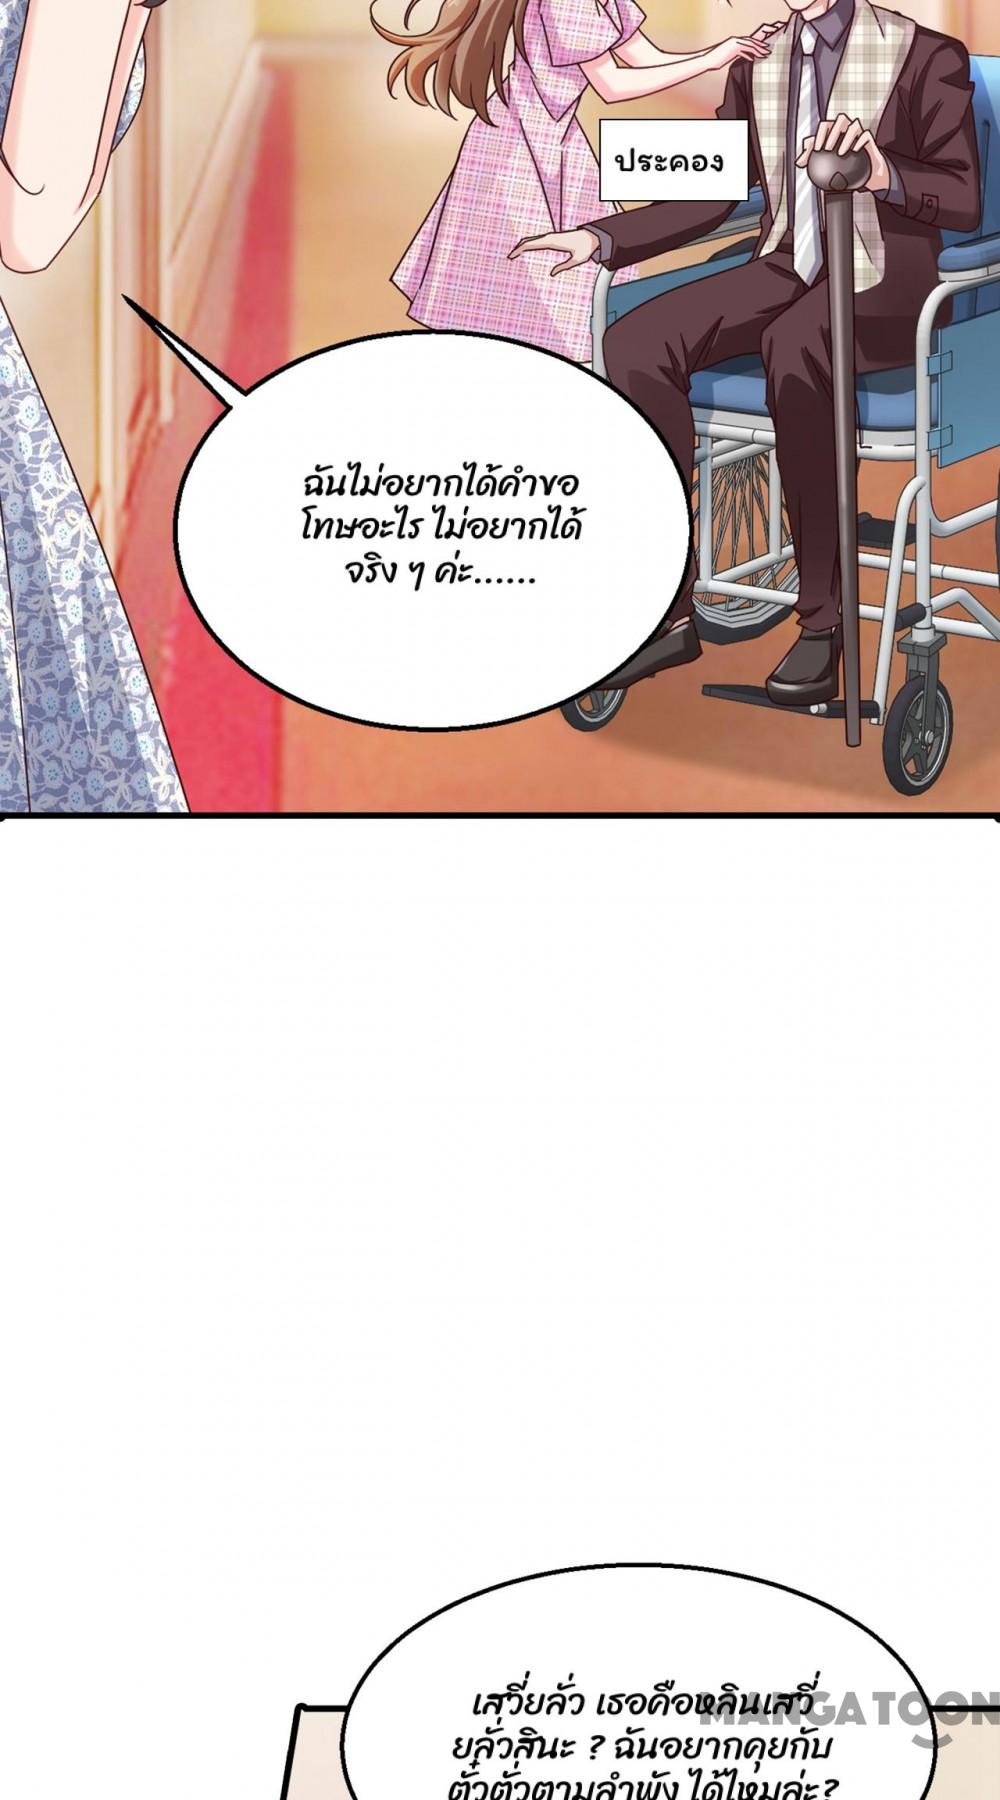 ประคอง
ฉันไม่อยากได้คำขอ
โทษอะไร ไม่อยากได้
จริง ๆ ค่ะ......
เสวี่ยลั่ว เธอคือหลินเสวี่
ยลั่วสินะ ? ฉันอยากคุยกับ
ตั๋วตั่วตามลำพัง ได้ไหมล่ะ?
MANGATOON